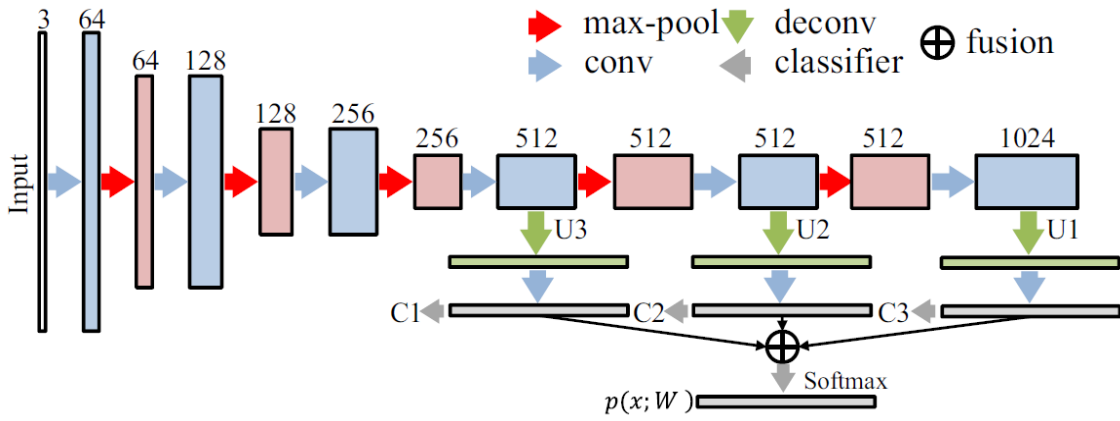 3
64
64
128
128
256
256
512
512
512
512
1024
max-pool
deconv
conv
classifier
fusion
Input
U3
U2
U1
C1
C2
C3
Softmax
p(x;W)